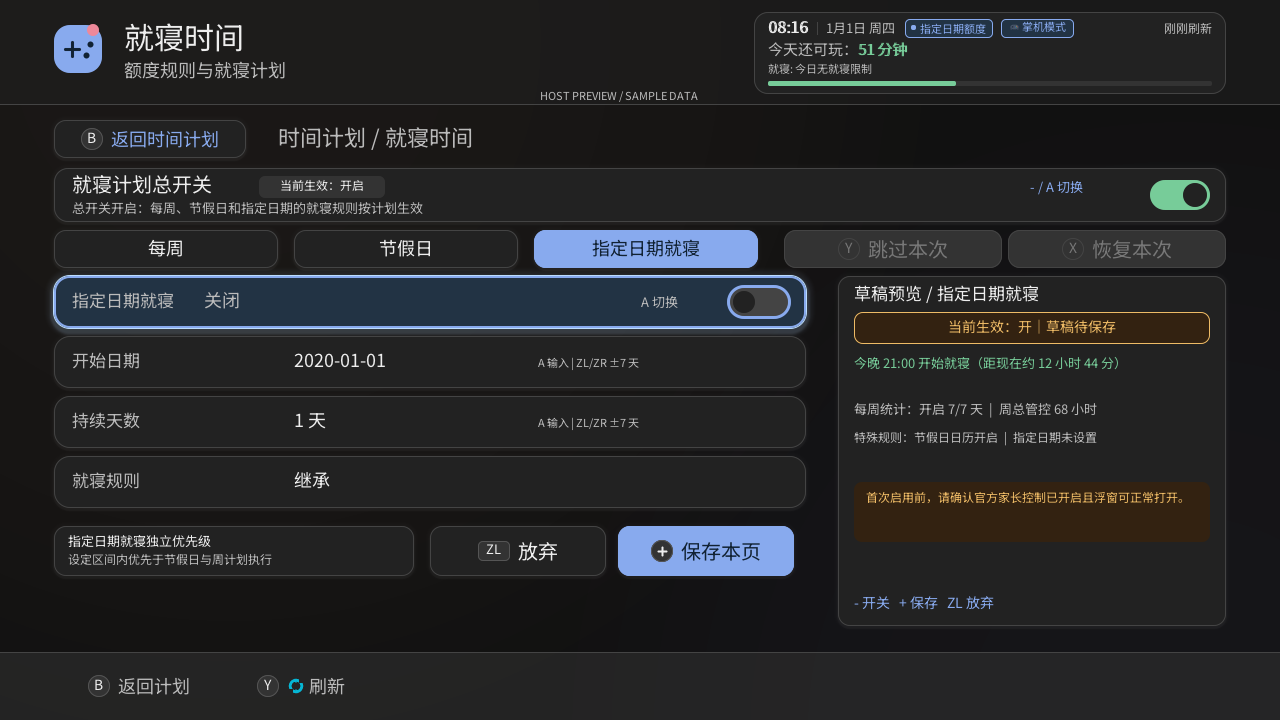 就寝时间
额度规则与就寝计划
08:16 | 1月1日 周四 指定日期额度 掌机模式 刚刚刷新
今天还可玩：51 分钟
就寝: 今日无就寝限制
HOST PREVIEW / SAMPLE DATA
B 返回时间计划
时间计划 / 就寝时间
就寝计划总开关 当前生效：开启
总开关开启：每周、节假日和指定日期的就寝规则按计划生效
- / A 切换
每周
节假日
指定日期就寝
Y 跳过本次
X 恢复本次
指定日期就寝 关闭 A 切换
开始日期 2020-01-01 A 输入 | ZL/ZR ±7 天
持续天数 1 天 A 输入 | ZL/ZR ±7 天
就寝规则 继承
指定日期就寝独立优先级
设定区间内优先于节假日与周计划执行
ZL 放弃
+ 保存本页
草稿预览 / 指定日期就寝
当前生效：开｜草稿待保存
今晚 21:00 开始就寝（距现在约 12 小时 44 分）
每周统计：开启 7/7 天 | 周总管控 68 小时
特殊规则：节假日日历开启 | 指定日期未设置
首次启用前，请确认官方家长控制已开启且浮窗可正常打开。
- 开关 + 保存 ZL 放弃
B 返回计划
Y 刷新